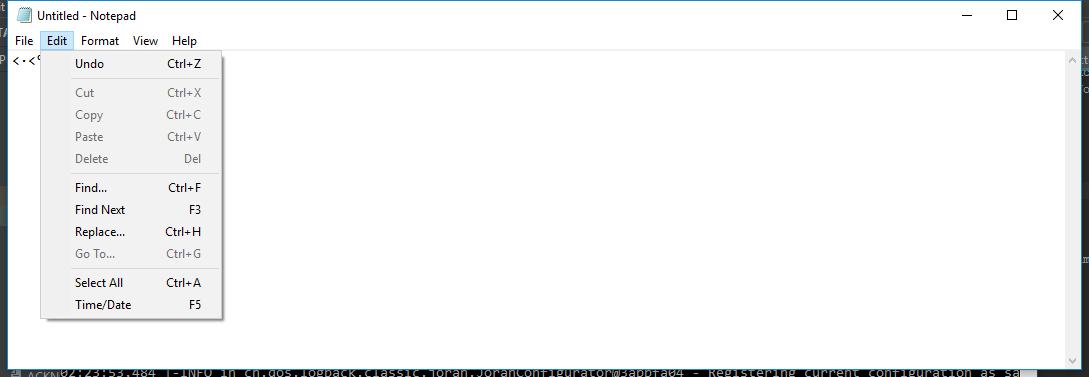 Untitled - Notepad
File Edit Format View Help
Undo Ctrl+Z
Cut Ctrl+X
Copy Ctrl+C
Paste Ctrl+V
Delete Del
Find... Ctrl+F
Find Next F3
Replace... Ctrl+H
Go To... Ctrl+G
Select All Ctrl+A
Time/Date F5
02:23:53.484 |-INFO in ch.qos.logback.classic.joran.JoranConfigurator@3abbfa04 - Registering current configuration as sa